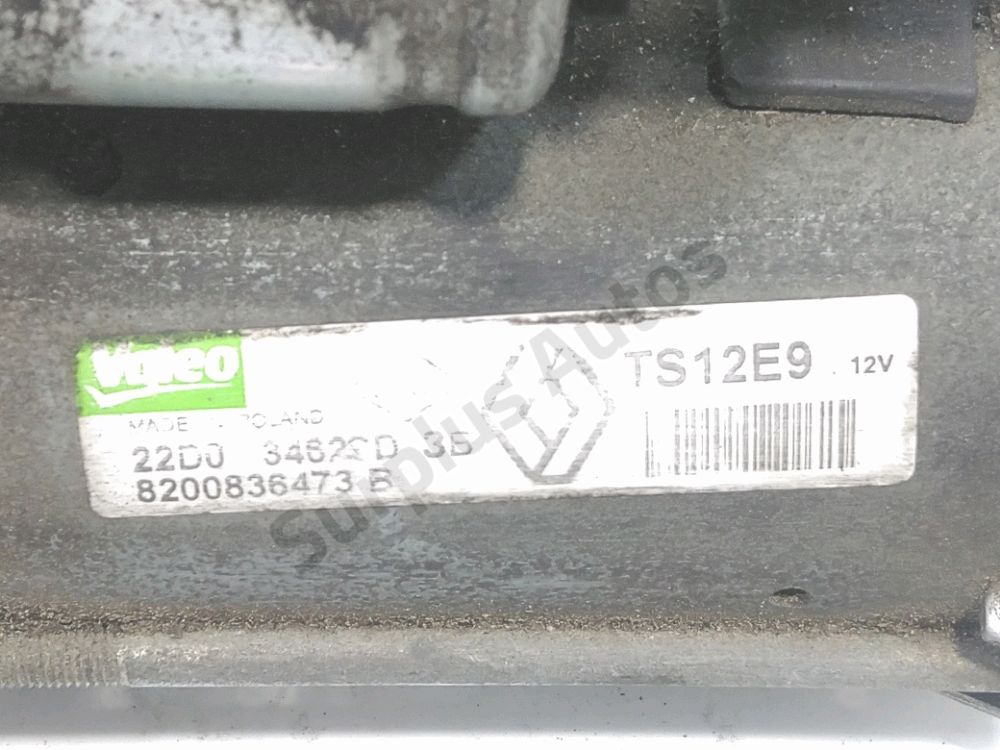 Valeo
TS12E9 12V
MADE POLAND
22D0
8200836473 B
Surplus Autos